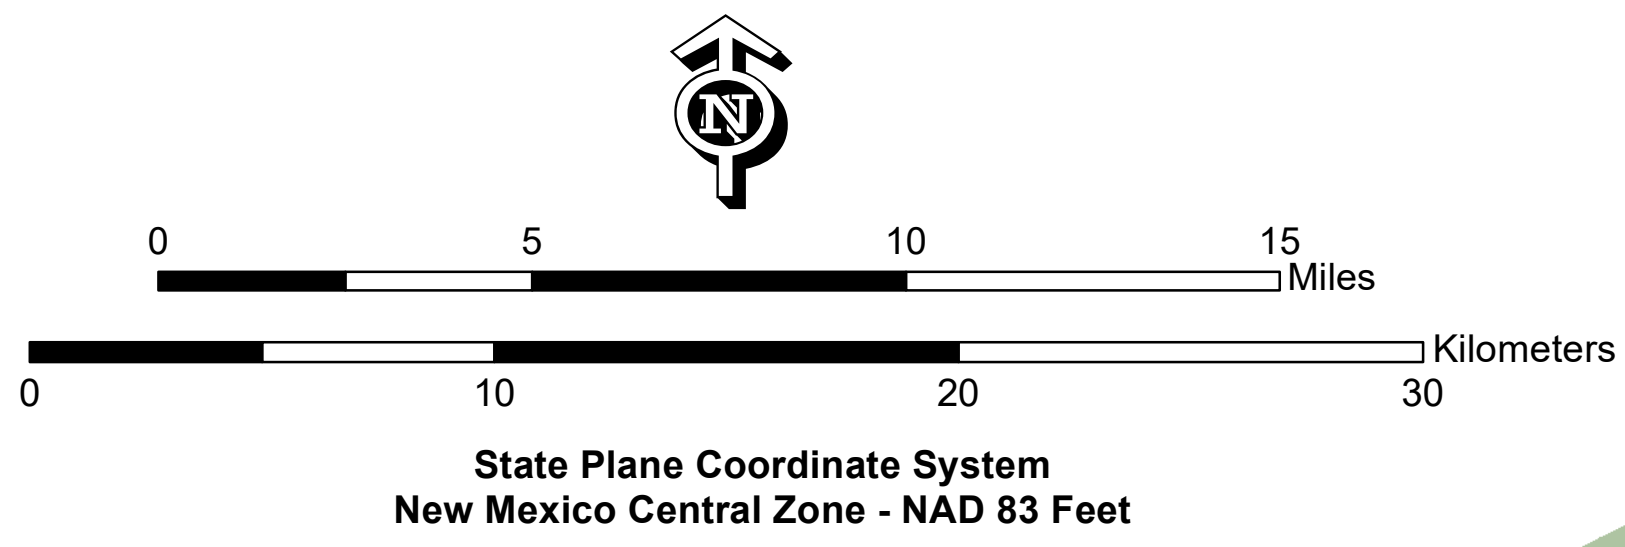 N
0 5 10 15
Miles
Kilometers
0 10 20 30
State Plane Coordinate System
New Mexico Central Zone - NAD 83 Feet